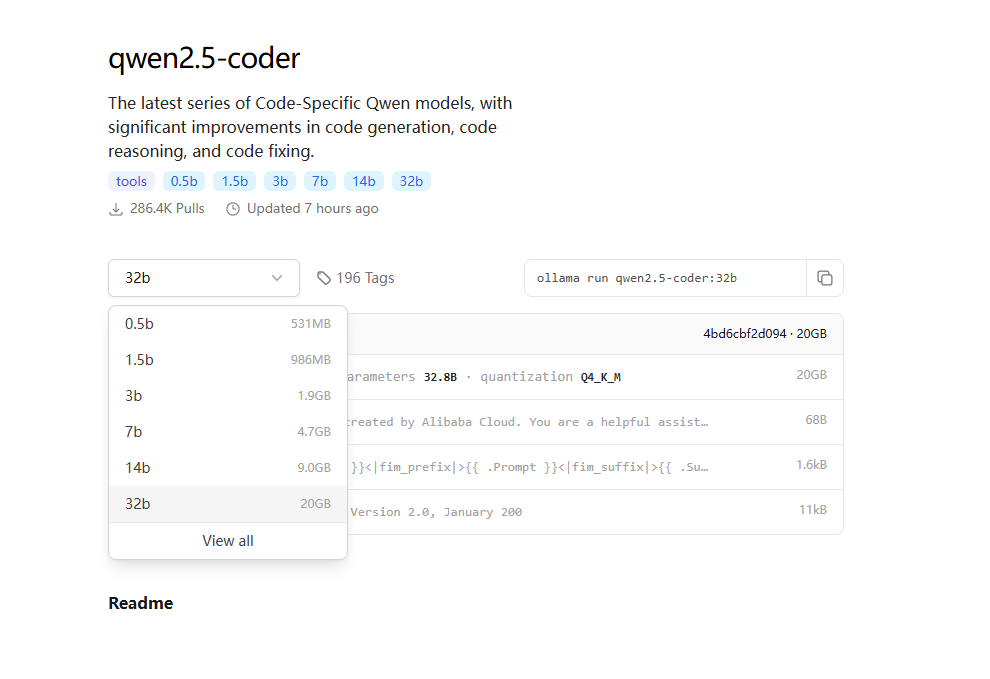 qwen2.5-coder
The latest series of Code-Specific Qwen models, with
significant improvements in code generation, code
reasoning, and code fixing.
tools 0.5b 1.5b 3b 7b 14b 32b
286.4K Pulls Updated 7 hours ago
32b 196 Tags ollama run qwen2.5-coder:32b
4bd6cbf2d094 · 20GB
0.5b 531MB
1.5b 986MB
3b 1.9GB
7b 4.7GB
14b 9.0GB
32b 20GB
View all
arameters 32.8B · quantization Q4_K_M 20GB
reated by Alibaba Cloud. You are a helpful assist… 68B
}}<|fim_prefix|>{{ .Prompt }}<|fim_suffix|>{{ .Su… 1.6kB
Version 2.0, January 200 11kB
Readme